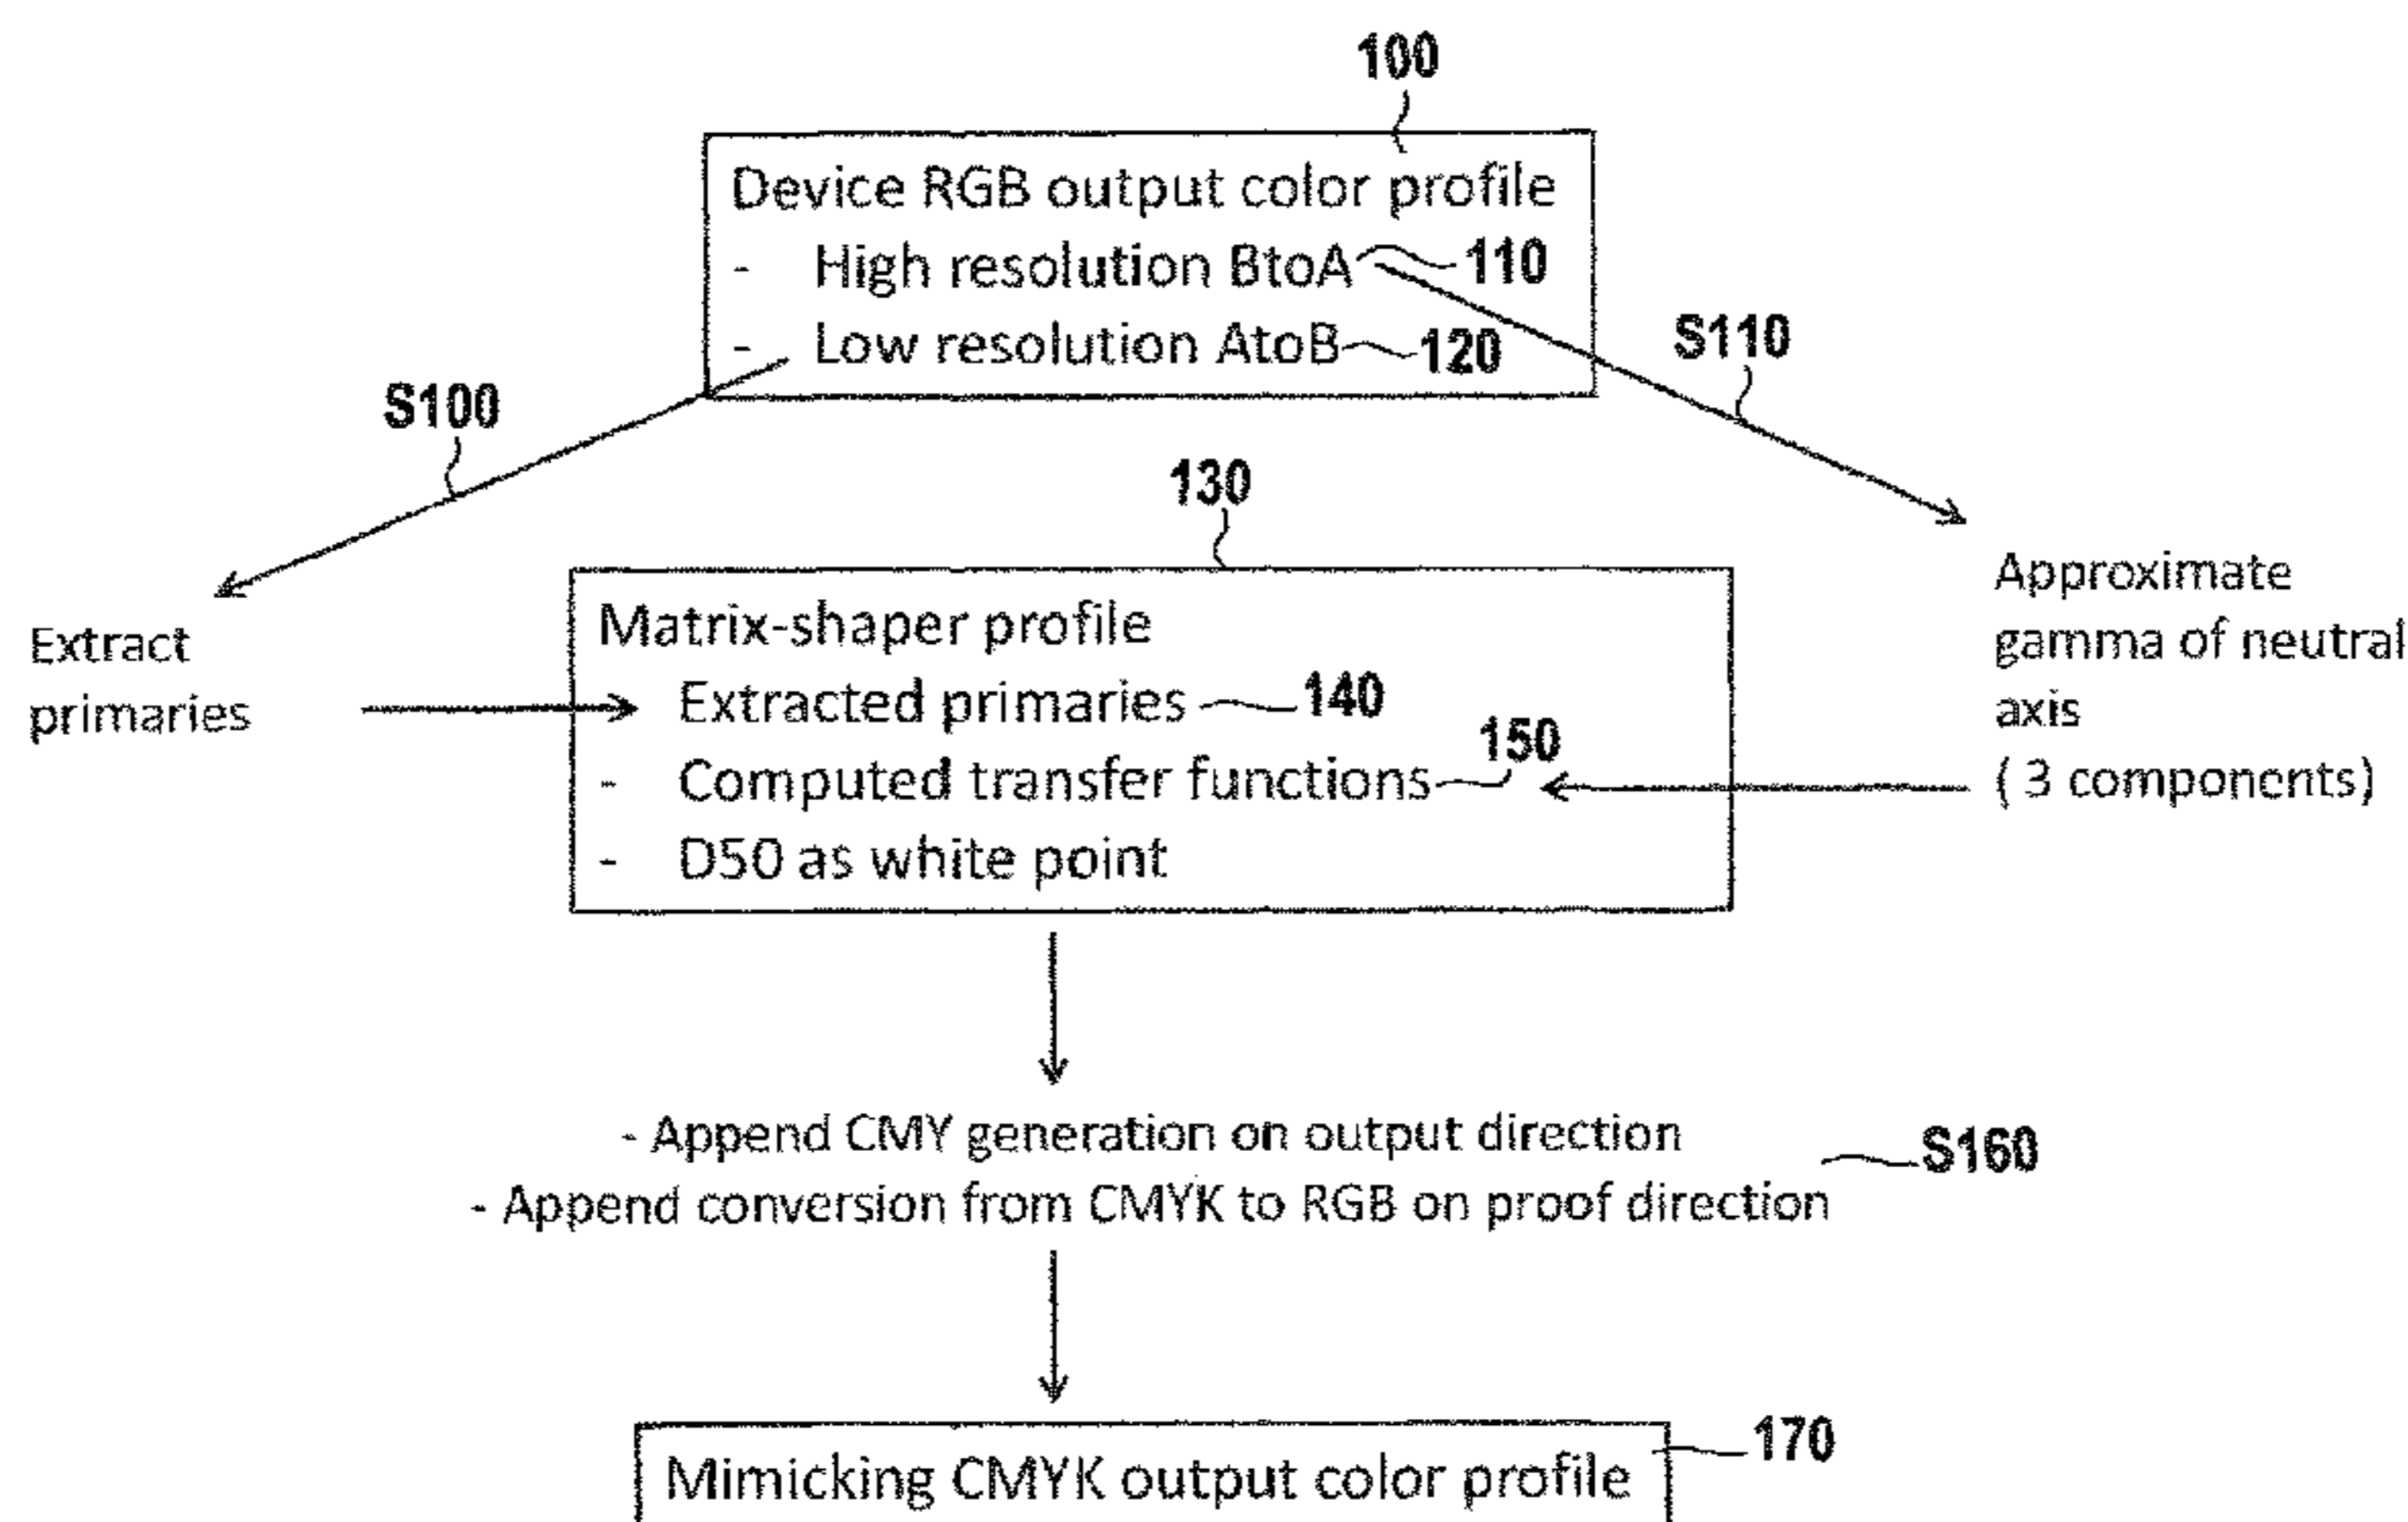 100
Device RGB output color profile
- High resolution BtoA 110
- Low resolution AtoB 120
S100
S110
130
Extract
primaries
Matrix-shaper profile
Extracted primaries 140
- Computed transfer functions 150
- D50 as white point
Approximate
gamma of neutral
axis
( 3 components)
- Append CMY generation on output direction
- Append conversion from CMYK to RGB on proof direction
S160
Mimicking CMYK output color profile
170